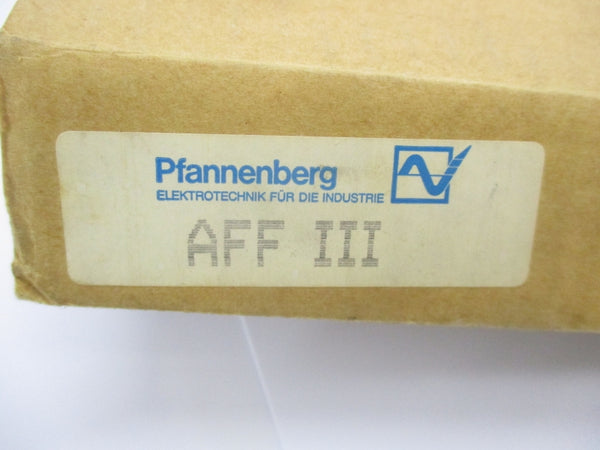 Pfannenberg
ELEKTROTECHNIK FÜR DIE INDUSTRIE
AFF III